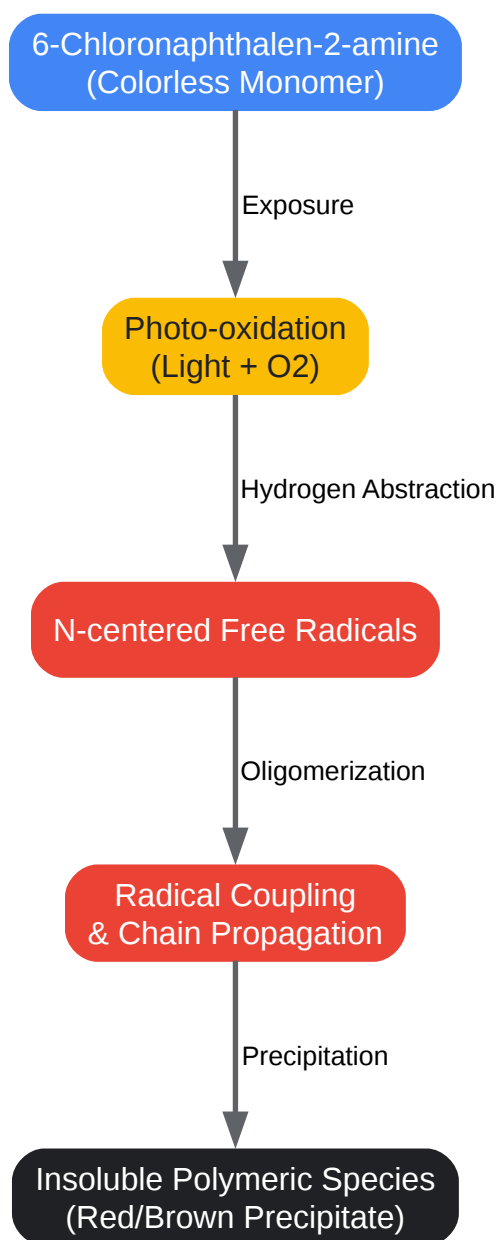 6-Chloronaphthalen-2-amine
(Colorless Monomer)
Exposure
Photo-oxidation
(Light + O2)
Hydrogen Abstraction
N-centered Free Radicals
Oligomerization
Radical Coupling
& Chain Propagation
Precipitation
Insoluble Polymeric Species
(Red/Brown Precipitate)